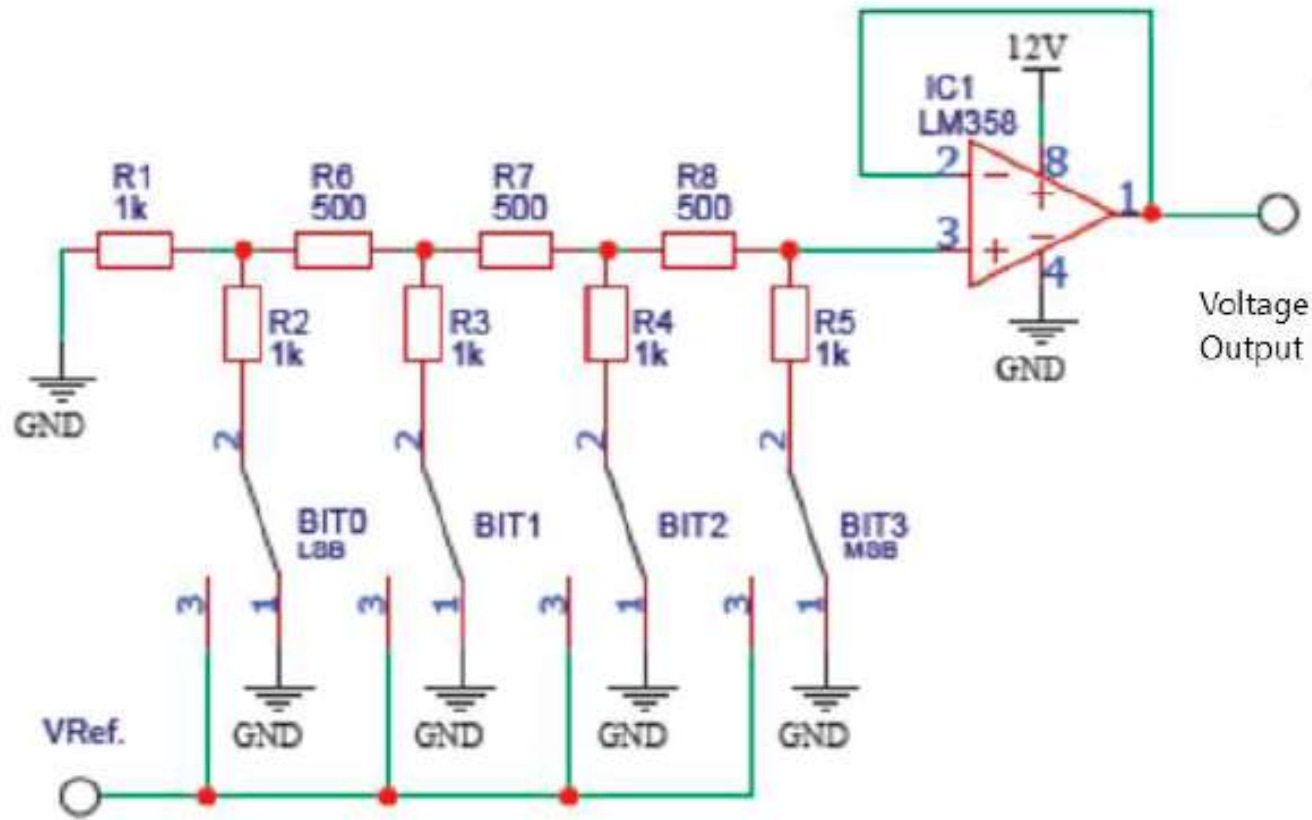 12V
IC1
LM358
2
8
1
3
4
GND
Voltage
Output
R1
1k
R6
500
R7
500
R8
500
R2
1k
R3
1k
R4
1k
R5
1k
GND
2
2
2
2
BIT0
LSB
BIT1
BIT2
BIT3
MSB
3
1
3
1
3
1
3
1
GND
GND
GND
GND
VRef.